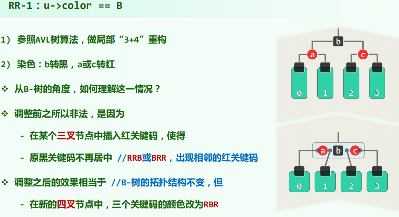 RR-1：u->color == B
1） 参照AVL树算法，做局部“3+4”重构
2） 染色：b转黑，a或c转红
从B-树的角度，如何理解这一情况？
调整前之所以非法，是因为
- 在某个三叉节点中插入红关键码，使得
- 原黑关键码不再居中 //RRB或BRR，出现相邻的红关键码
调整之后的效果相当于 //B-树的拓扑结构不变，但
- 在新的四叉节点中，三个关键码的颜色改为RBR
b
a
c
0
1
2
3
a
b
c
0
1
2
3